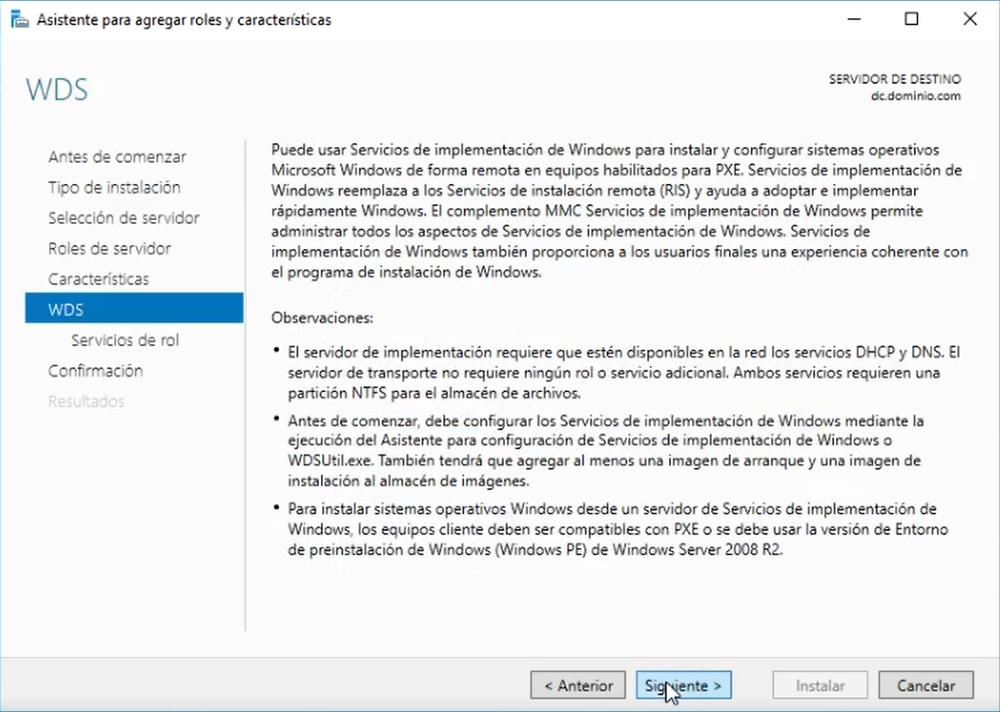 Asistente para agregar roles y características
WDS
SERVIDOR DE DESTINO
dc.dominio.com
Antes de comenzar
Tipo de instalación
Selección de servidor
Roles de servidor
Características
WDS
Servicios de rol
Confirmación
Resultados
Puede usar Servicios de implementación de Windows para instalar y configurar sistemas operativos
Microsoft Windows de forma remota en equipos habilitados para PXE. Servicios de implementación de
Windows reemplaza a los Servicios de instalación remota (RIS) y ayuda a adoptar e implementar
rápidamente Windows. El complemento MMC Servicios de implementación de Windows permite
administrar todos los aspectos de Servicios de implementación de Windows. Servicios de
implementación de Windows también proporciona a los usuarios finales una experiencia coherente con
el programa de instalación de Windows.
Observaciones:
• El servidor de implementación requiere que estén disponibles en la red los servicios DHCP y DNS. El
servidor de transporte no requiere ningún rol o servicio adicional. Ambos servicios requieren una
partición NTFS para el almacén de archivos.
• Antes de comenzar, debe configurar los Servicios de implementación de Windows mediante la
ejecución del Asistente para configuración de Servicios de implementación de Windows o
WDSUtil.exe. También tendrá que agregar al menos una imagen de arranque y una imagen de
instalación al almacén de imágenes.
• Para instalar sistemas operativos Windows desde un servidor de Servicios de implementación de
Windows, los equipos cliente deben ser compatibles con PXE o se debe usar la versión de Entorno
de preinstalación de Windows (Windows PE) de Windows Server 2008 R2.
< Anterior
Siguiente >
Instalar
Cancelar